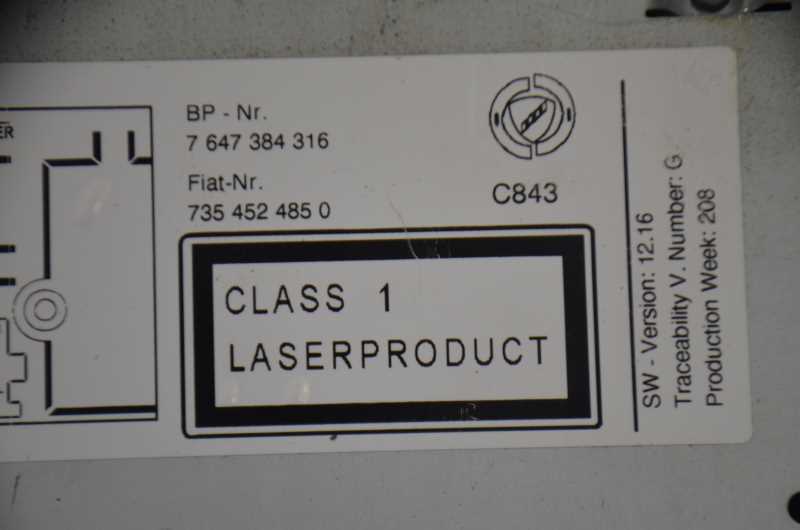 BP - Nr.
7 647 384 316
Fiat-Nr.
735 452 485 0
C843
CLASS 1
LASERPRODUCT
SW - Version: 12.16
Traceability V. Number: G
Production Week: 208